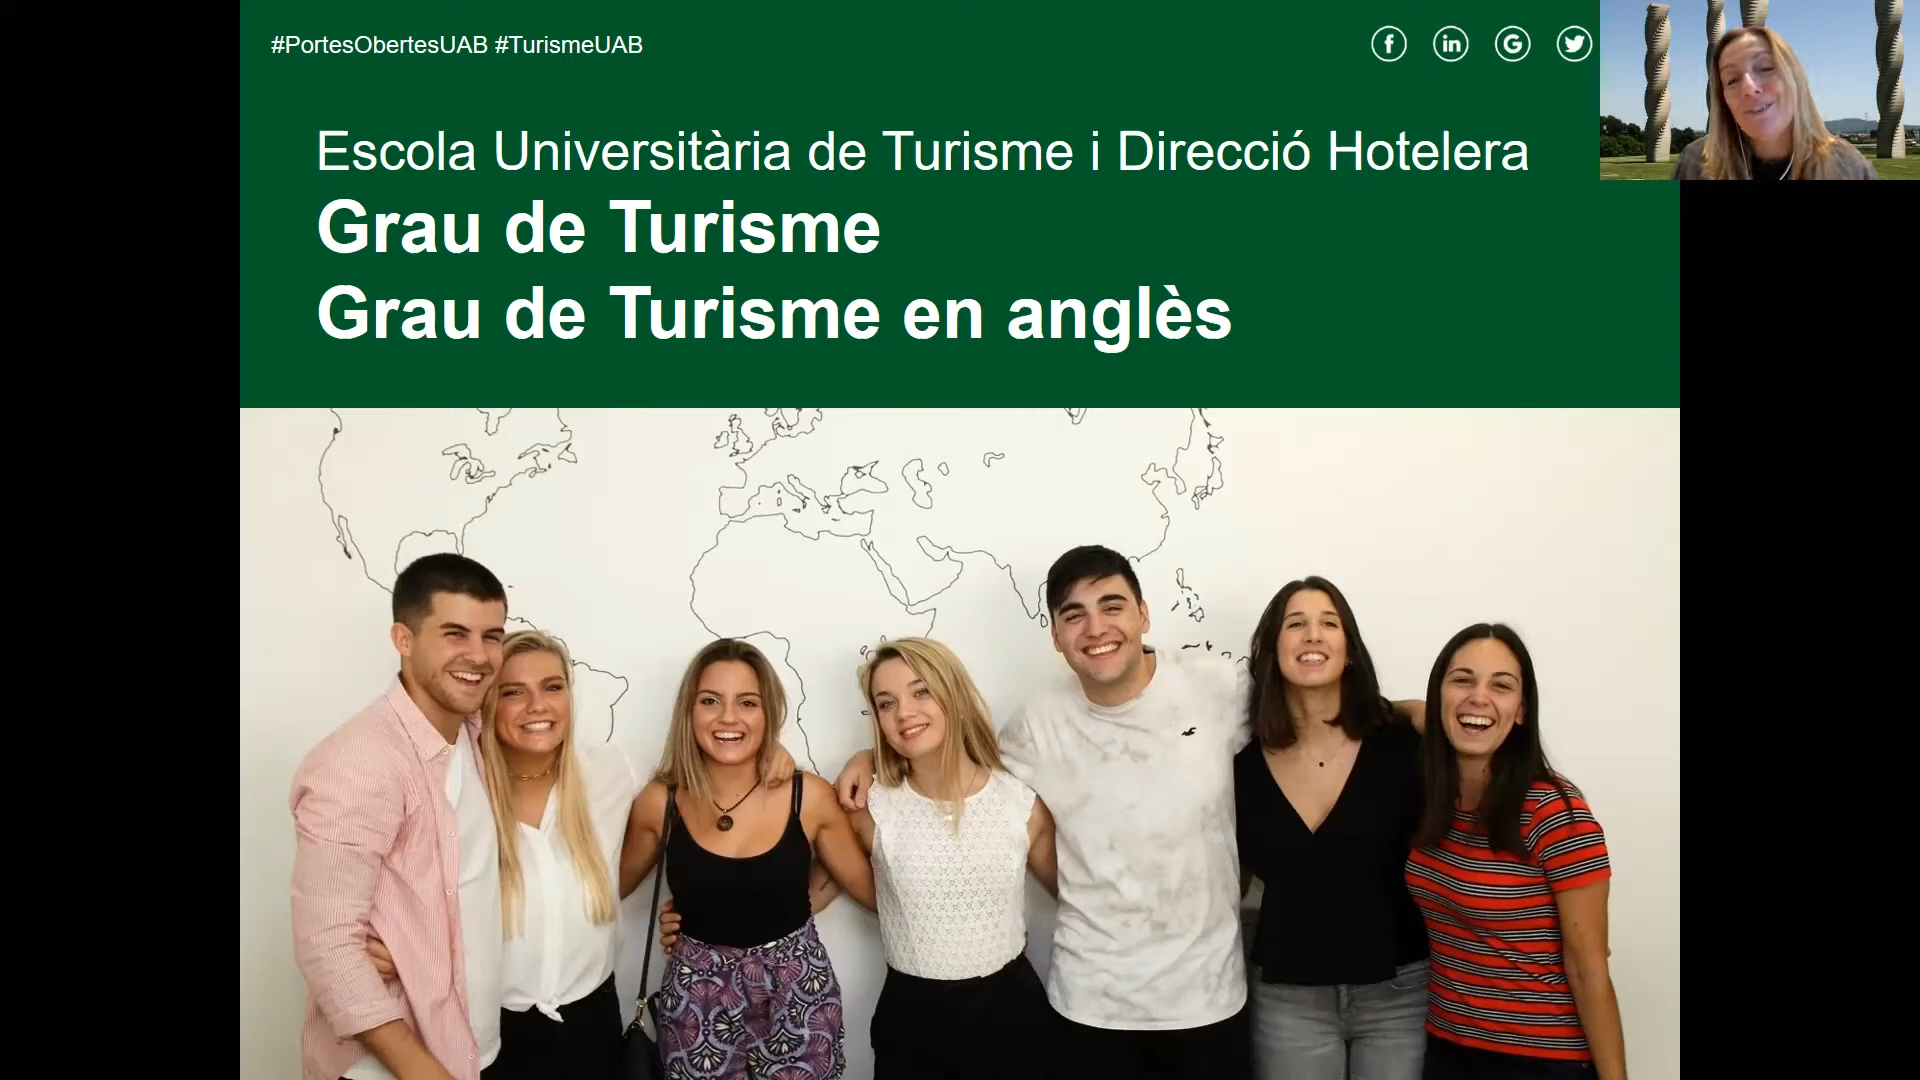 #PortesObertesUAB #TurismeUAB
Escola Universitària de Turisme i Direcció Hotelera
Grau de Turisme
Grau de Turisme en anglès